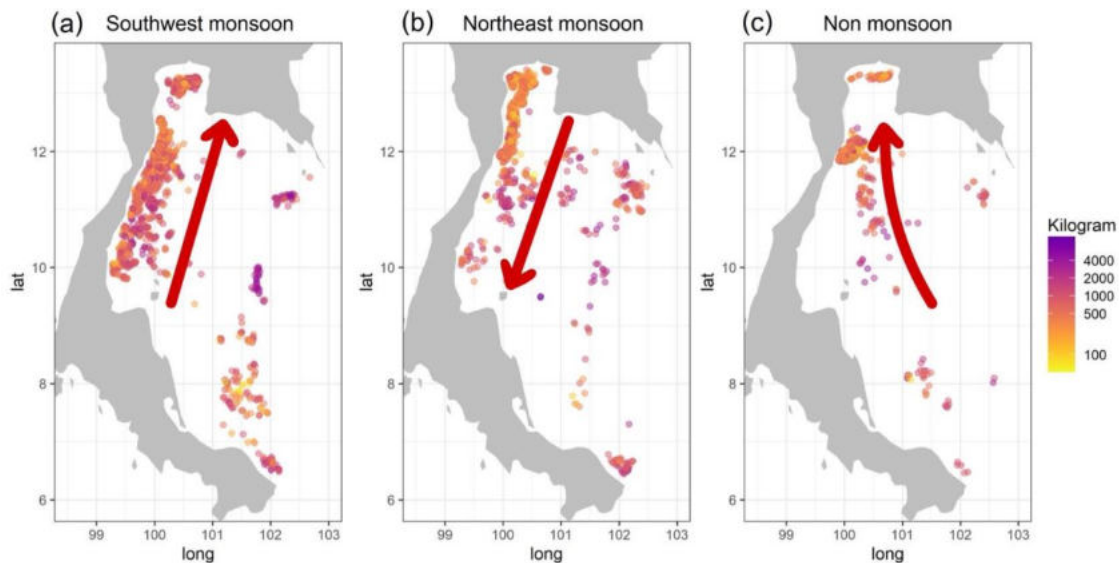 (a) Southwest monsoon
(b) Northeast monsoon
(c) Non monsoon
lat
12
10
8
6
99 100 101 102 103
long
lat
12
10
8
6
99 100 101 102 103
long
lat
12
10
8
6
99 100 101 102 103
long
Kilogram
4000
2000
1000
500
100